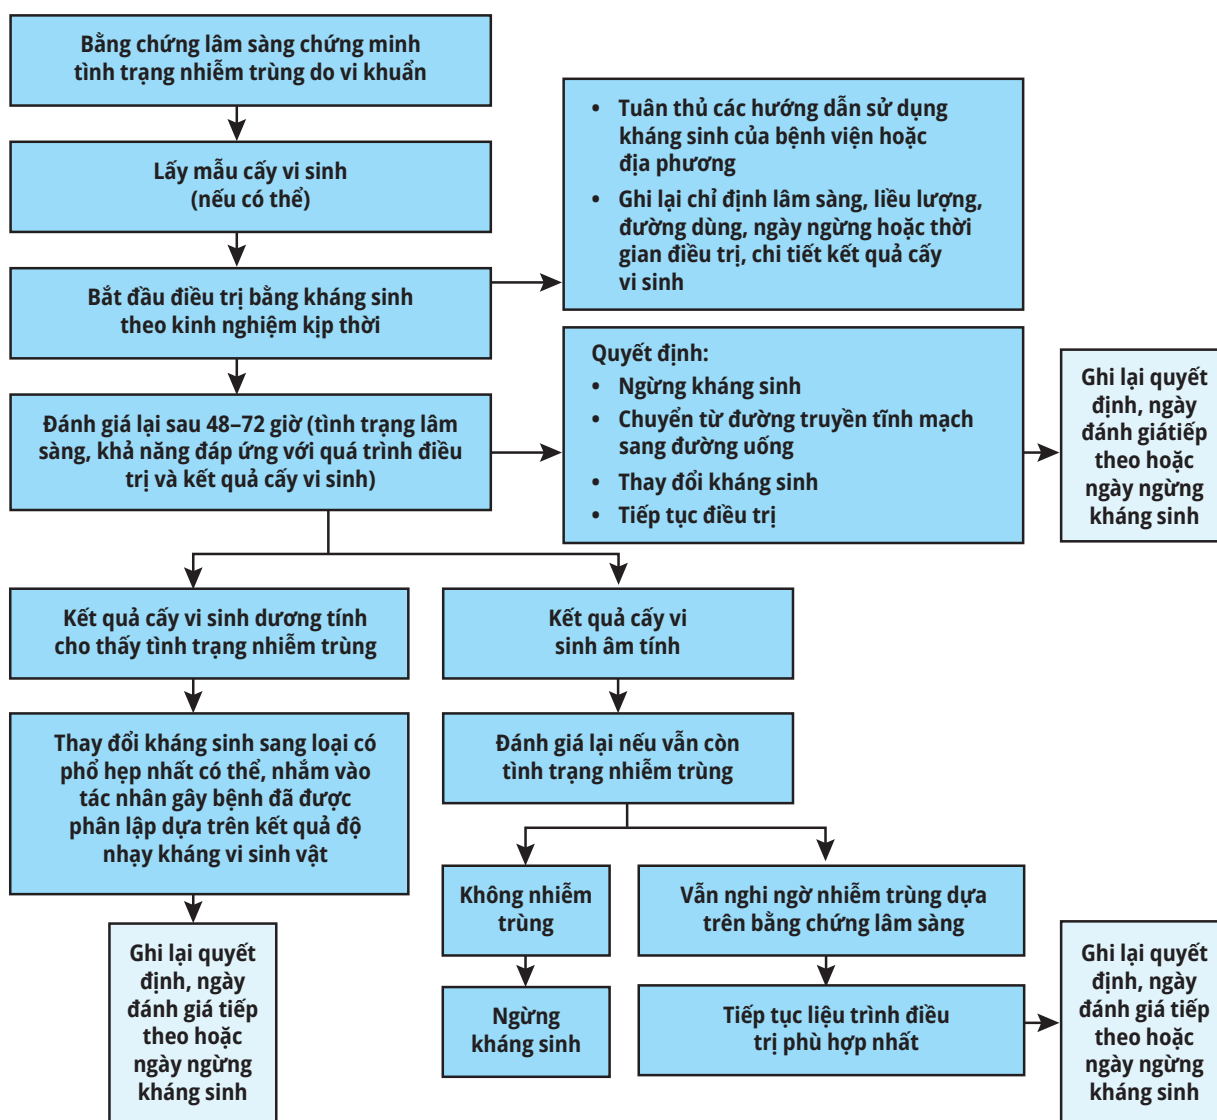 Bằng chứng lâm sàng chứng minh
tình trạng nhiễm trùng do vi khuẩn
Lấy mẫu cấy vi sinh
(nếu có thể)
Bắt đầu điều trị bằng kháng sinh
theo kinh nghiệm kịp thời
• Tuân thủ các hướng dẫn sử dụng
kháng sinh của bệnh viện hoặc
địa phương
• Ghi lại chỉ định lâm sàng, liều lượng,
đường dùng, ngày ngừng hoặc thời
gian điều trị, chi tiết kết quả cấy
vi sinh
Đánh giá lại sau 48–72 giờ (tình trạng lâm
sàng, khả năng đáp ứng với quá trình điều
trị và kết quả cấy vi sinh)
Quyết định:
• Ngừng kháng sinh
• Chuyển từ đường truyền tĩnh mạch
sang đường uống
• Thay đổi kháng sinh
• Tiếp tục điều trị
Ghi lại quyết
định, ngày
đánh giátiếp
theo hoặc
ngày ngừng
kháng sinh
Kết quả cấy vi sinh dương tính
cho thấy tình trạng nhiễm trùng
Thay đổi kháng sinh sang loại có
phổ hẹp nhất có thể, nhắm vào
tác nhân gây bệnh đã được
phân lập dựa trên kết quả độ
nhạy kháng vi sinh vật
Ghi lại quyết
định, ngày
đánh giá tiếp
theo hoặc
ngày ngừng
kháng sinh
Kết quả cấy vi
sinh âm tính
Đánh giá lại nếu vẫn còn
tình trạng nhiễm trùng
Không nhiễm
trùng
Ngừng
kháng sinh
Vẫn nghi ngờ nhiễm trùng dựa
trên bằng chứng lâm sàng
Tiếp tục liệu trình điều
trị phù hợp nhất
Ghi lại quyết
định, ngày
đánh giá tiếp
theo hoặc
ngày ngừng
kháng sinh